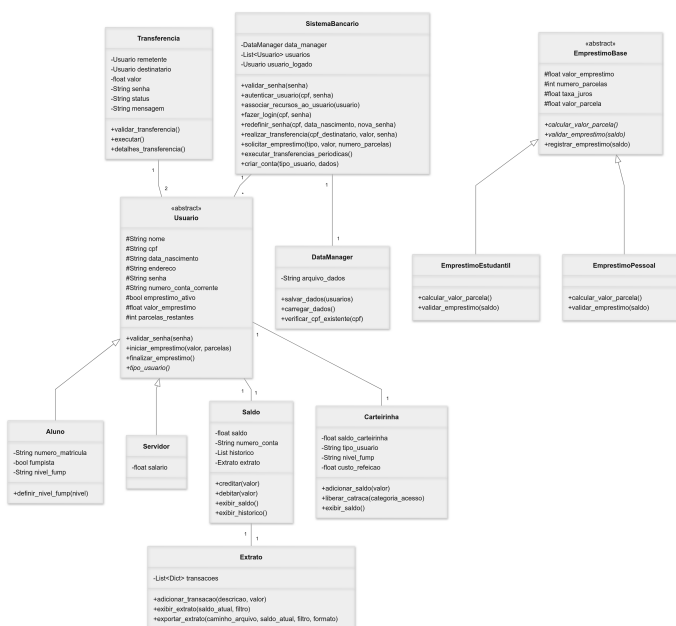 SistemaBancario
-DataManager data_manager
-List<Usuario> usuarios
-Usuario usuario_logado
+validar_senha(senha)
+autenticar_usuario(cpf, senha)
+associar_recursos_ao_usuario(usuario)
+fazer_login(cpf, senha)
+redefinir_senha(cpf, data_nascimento, nova_senha)
+realizar_transferencia(cpf_destinatario, valor, senha)
+solicitar_emprestimo(tipo, valor, numero_parcelas)
+executar_transferencias_periodicas()
+criar_conta(tipo_usuario, dados)
Transferencia
-Usuario remetente
-Usuario destinatario
-float valor
-String senha
-String status
-String mensagem
+validar_transferencia()
+executar()
+detalhes_transferencia()
«abstract»
EmprestimoBase
#float valor_emprestimo
#int numero_parcelas
#float taxa_juros
#float valor_parcela
+calcular_valor_parcela()
+validar_emprestimo(saldo)
+registrar_emprestimo(saldo)
1
2
1
*
1
1
«abstract»
Usuario
#String nome
#String cpf
#String data_nascimento
#String endereco
#String senha
#String numero_conta_corrente
#bool emprestimo_ativo
#float valor_emprestimo
#int parcelas_restantes
+validar_senha(senha)
+iniciar_emprestimo(valor, parcelas)
+finalizar_emprestimo()
+tipo_usuario()
DataManager
-String arquivo_dados
+salvar_dados(usuarios)
+carregar_dados()
+verificar_cpf_existente(cpf)
EmprestimoEstudantil
+calcular_valor_parcela()
+validar_emprestimo(saldo)
EmprestimoPessoal
+calcular_valor_parcela()
+validar_emprestimo(saldo)
1
1
1
1
Aluno
-String numero_matricula
-bool fumpista
-String nivel_fump
+definir_nivel_fump(nivel)
Servidor
-float salario
Saldo
-float saldo
-String numero_conta
-List historico
-Extrato extrato
+creditar(valor)
+debitar(valor)
+exibir_saldo()
+exibir_historico()
Carteirinha
-float saldo_carteirinha
-String tipo_usuario
-String nivel_fump
-float custo_refeicao
+adicionar_saldo(valor)
+liberar_catraca(categoria_acesso)
+exibir_saldo()
1
1
Extrato
-List<Dict> transacoes
+adicionar_transacao(descricao, valor)
+exibir_extrato(saldo_atual, filtro)
+exportar_extrato(caminho_arquivo, saldo_atual, filtro, formato)